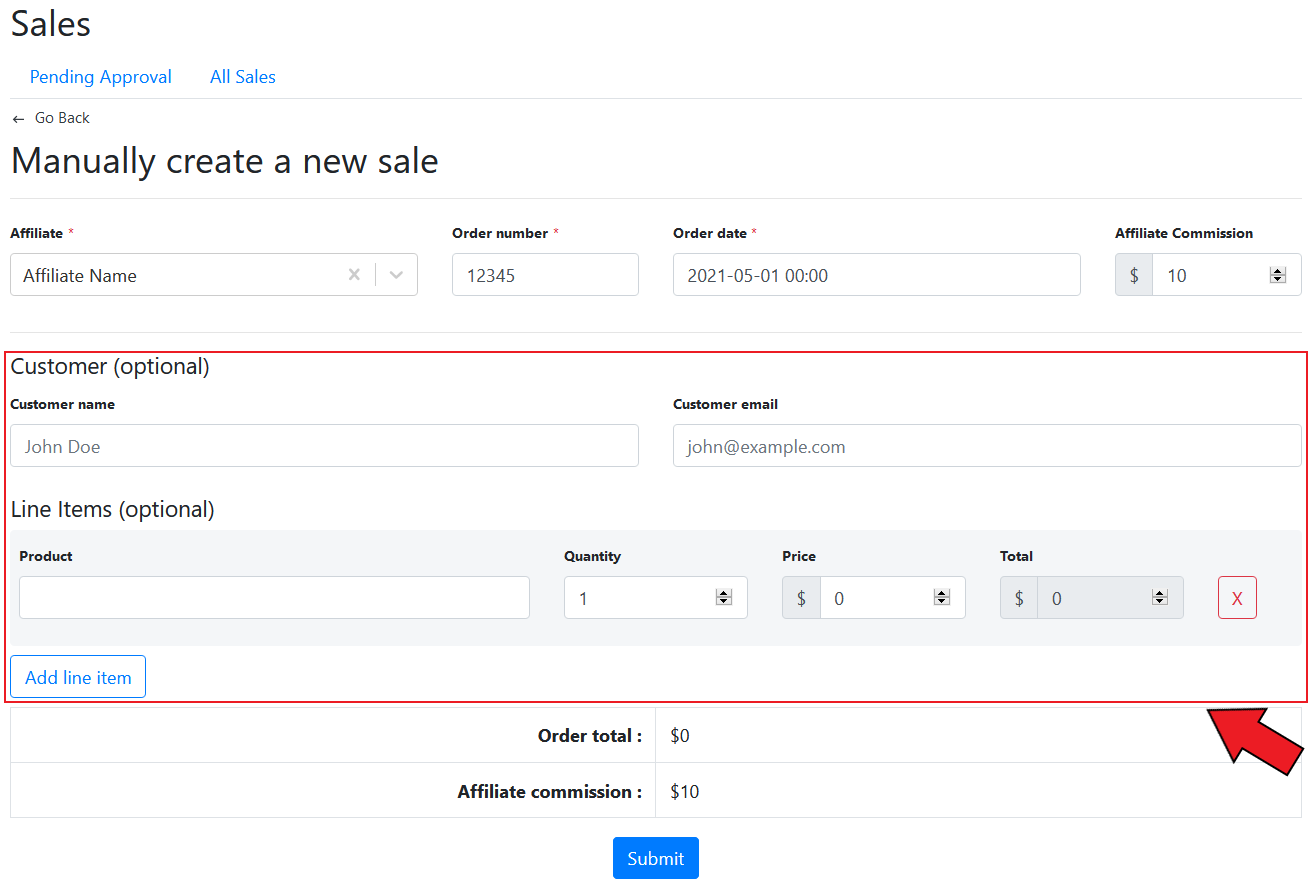 Sales
Pending Approval All Sales
← Go Back
Manually create a new sale
Affiliate * Order number * Order date * Affiliate Commission
Affiliate Name 12345 2021-05-01 00:00 $ 10
Customer (optional)
Customer name Customer email
John Doe john@example.com
Line Items (optional)
Product Quantity Price Total
1 $ 0 $ 0 X
Add line item
Order total : $0
Affiliate commission : $10
Submit